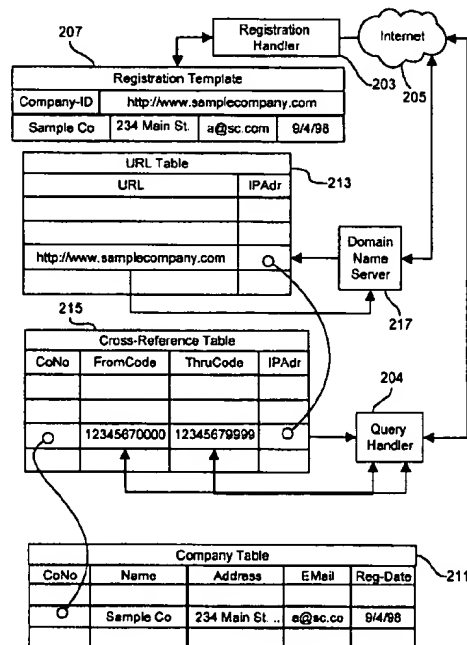 207
Registration
Handler
Internet
203
205
Registration Template
Company-ID http://www.samplecompany.com
Sample Co 234 Main St. a@sc.com 9/4/98
URL Table
URL IPAdr
213
http://www.samplecompany.com
Domain
Name
Server
217
215
Cross-Reference Table
CoNo FromCode ThruCode IPAdr
12345670000 12345679999
204
Query
Handler
Company Table
211
CoNo Name Address EMail Reg-Date
Sample Co 234 Main St. .. a@sc.co 9/4/98